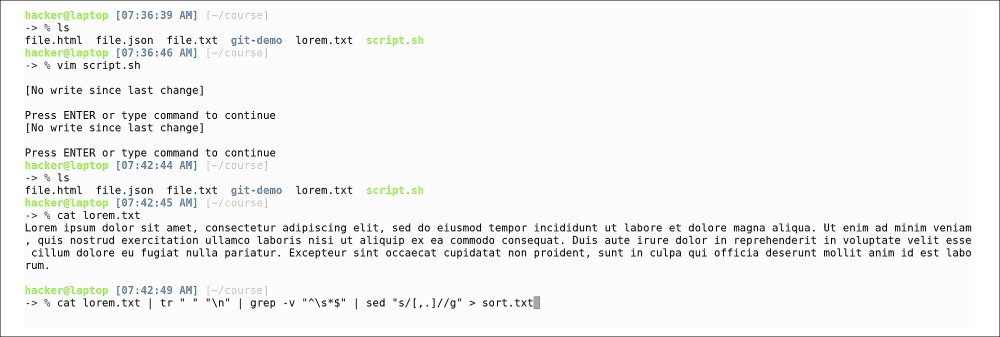 hacker@laptop [07:36:39 AM] [~/course]
-> % ls
file.html  file.json  file.txt  git-demo  lorem.txt  script.sh
hacker@laptop [07:36:46 AM] [~/course]
-> % vim script.sh
[No write since last change]
Press ENTER or type command to continue
[No write since last change]
Press ENTER or type command to continue
hacker@laptop [07:42:44 AM] [~/course]
-> % ls
file.html  file.json  file.txt  git-demo  lorem.txt  script.sh
hacker@laptop [07:42:45 AM] [~/course]
-> % cat lorem.txt
Lorem ipsum dolor sit amet, consectetur adipiscing elit, sed do eiusmod tempor incididunt ut labore et dolore magna aliqua. Ut enim ad minim veniam
, quis nostrud exercitation ullamco laboris nisi ut aliquip ex ea commodo consequat. Duis aute irure dolor in reprehenderit in voluptate velit esse
 cillum dolore eu fugiat nulla pariatur. Excepteur sint occaecat cupidatat non proident, sunt in culpa qui officia deserunt mollit anim id est labo
rum.
hacker@laptop [07:42:49 AM] [~/course]
-> % cat lorem.txt | tr " " "\n" | grep -v "^\s*$" | sed "s/[,.]//g" > sort.txt